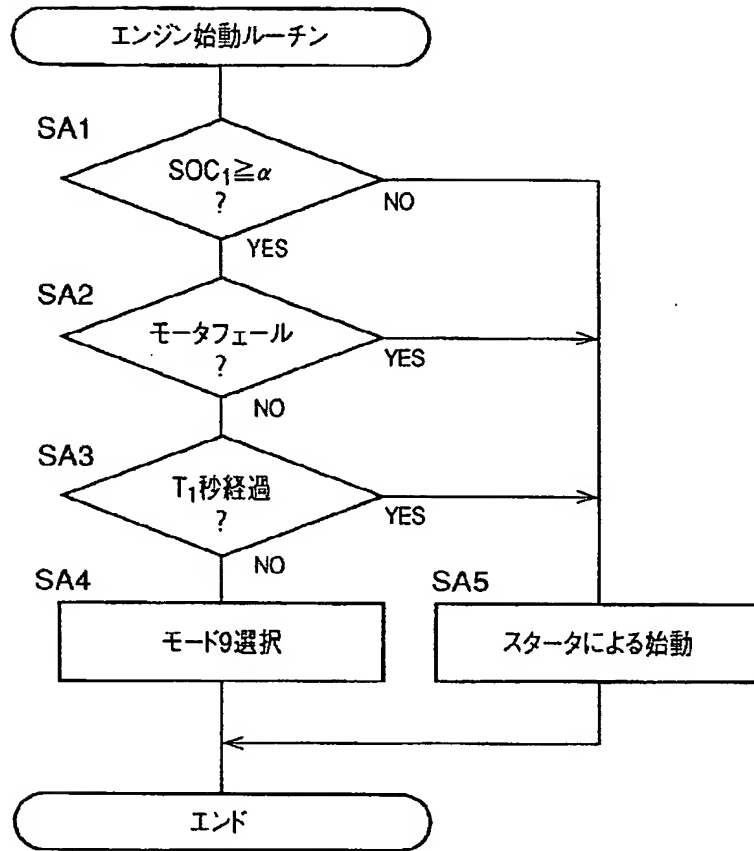 エンジン始動ルーチン
SA1
SOC₁≧α
?
NO
YES
SA2
モータフェール
?
YES
NO
SA3
T₁秒経過
?
YES
NO
SA4
モード9選択
SA5
スタータによる始動
エンド